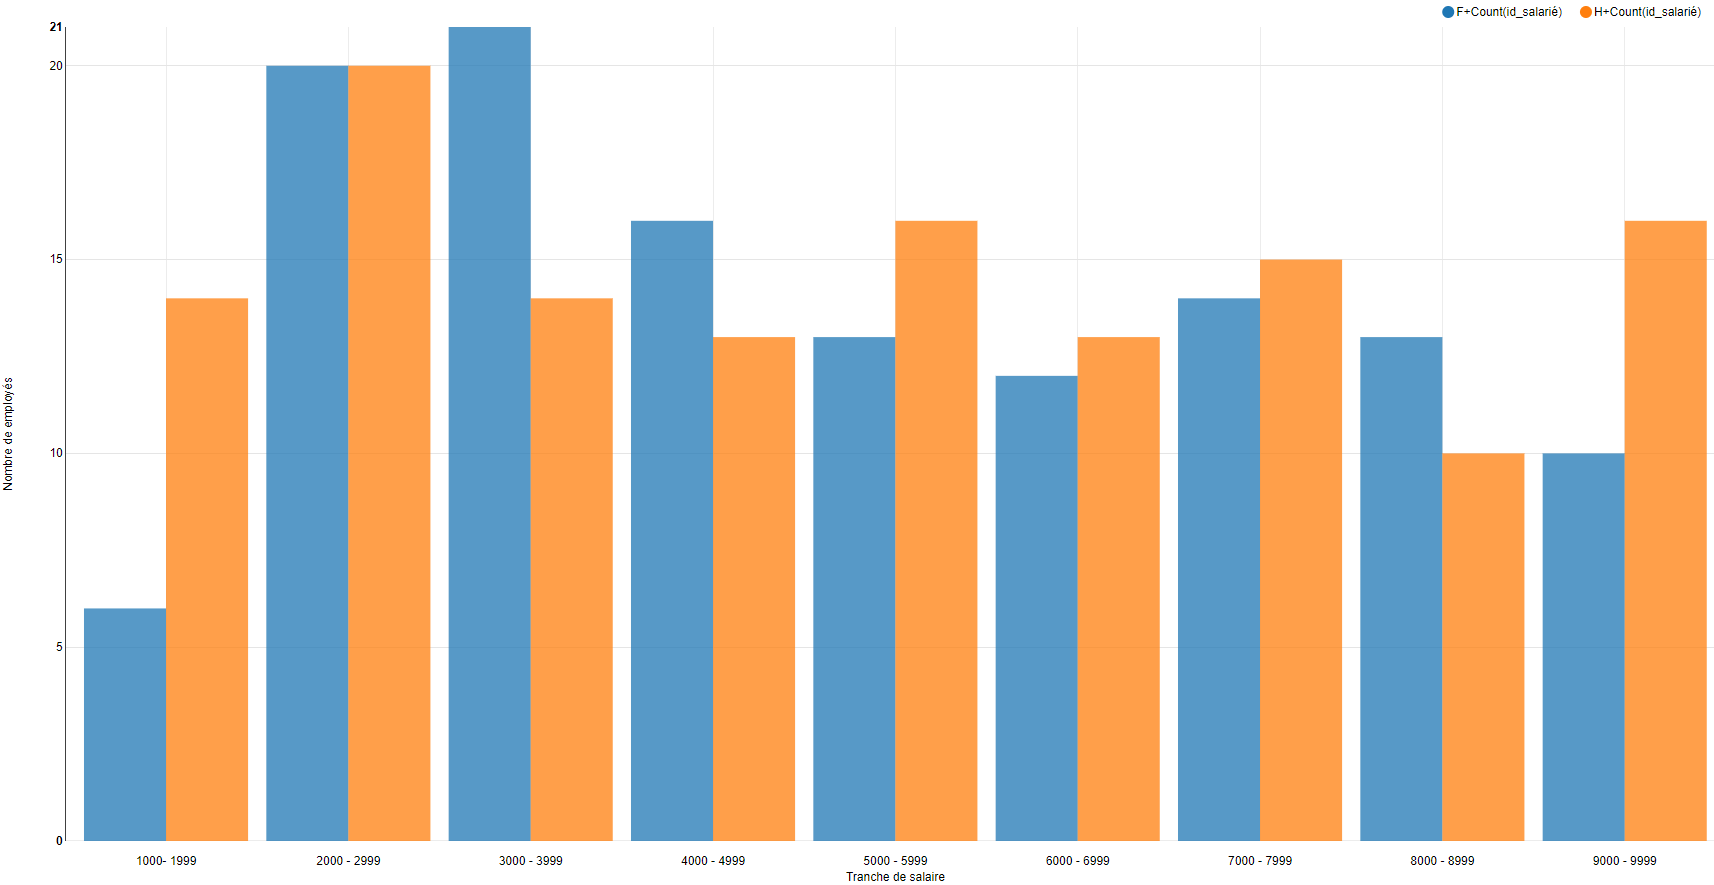 F+Count(id_salarié) H+Count(id_salarié)
21
20
15
10
5
0
Nombre de employés
1000- 1999 2000 - 2999 3000 - 3999 4000 - 4999 5000 - 5999 6000 - 6999 7000 - 7999 8000 - 8999 9000 - 9999
Tranche de salaire